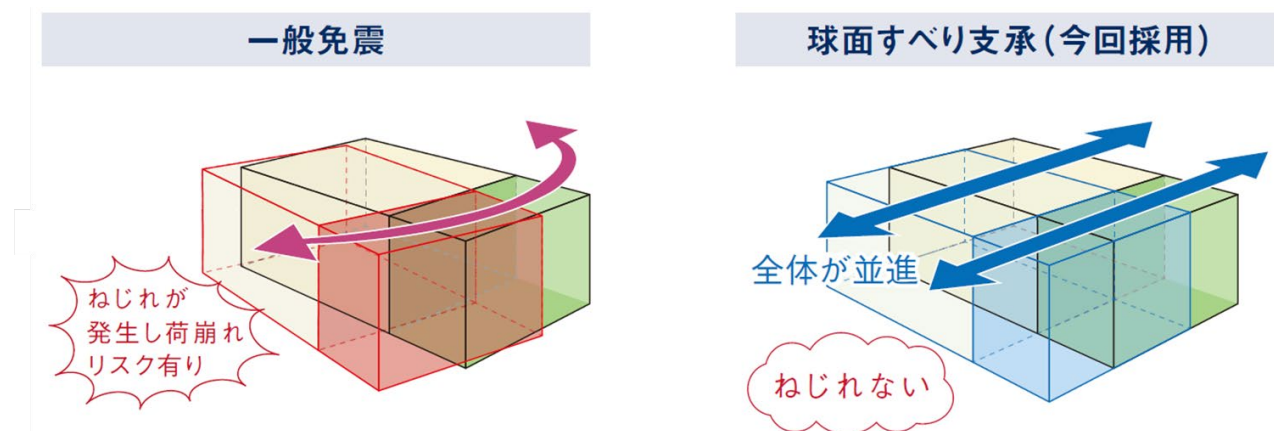 一般免震
球面すべり支承(今回採用)
ねじれが
発生し荷崩れ
リスク有り
全体が並進
ねじれない